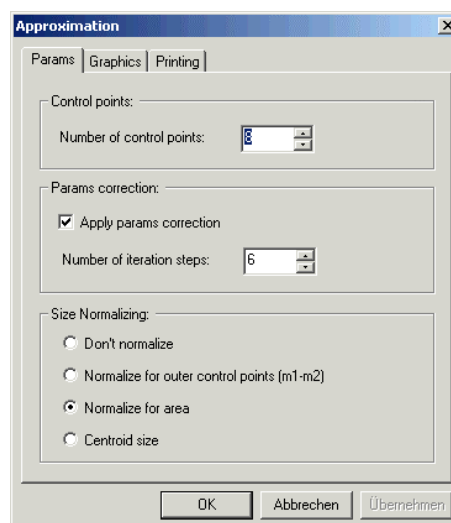 Approximation
Params Graphics Printing
Control points:
Number of control points: 8
Params correction:
Apply params correction
Number of iteration steps: 6
Size Normalizing:
Don't normalize
Normalize for outer control points (m1-m2)
Normalize for area
Centroid size
OK Abbrechen Übernehmen